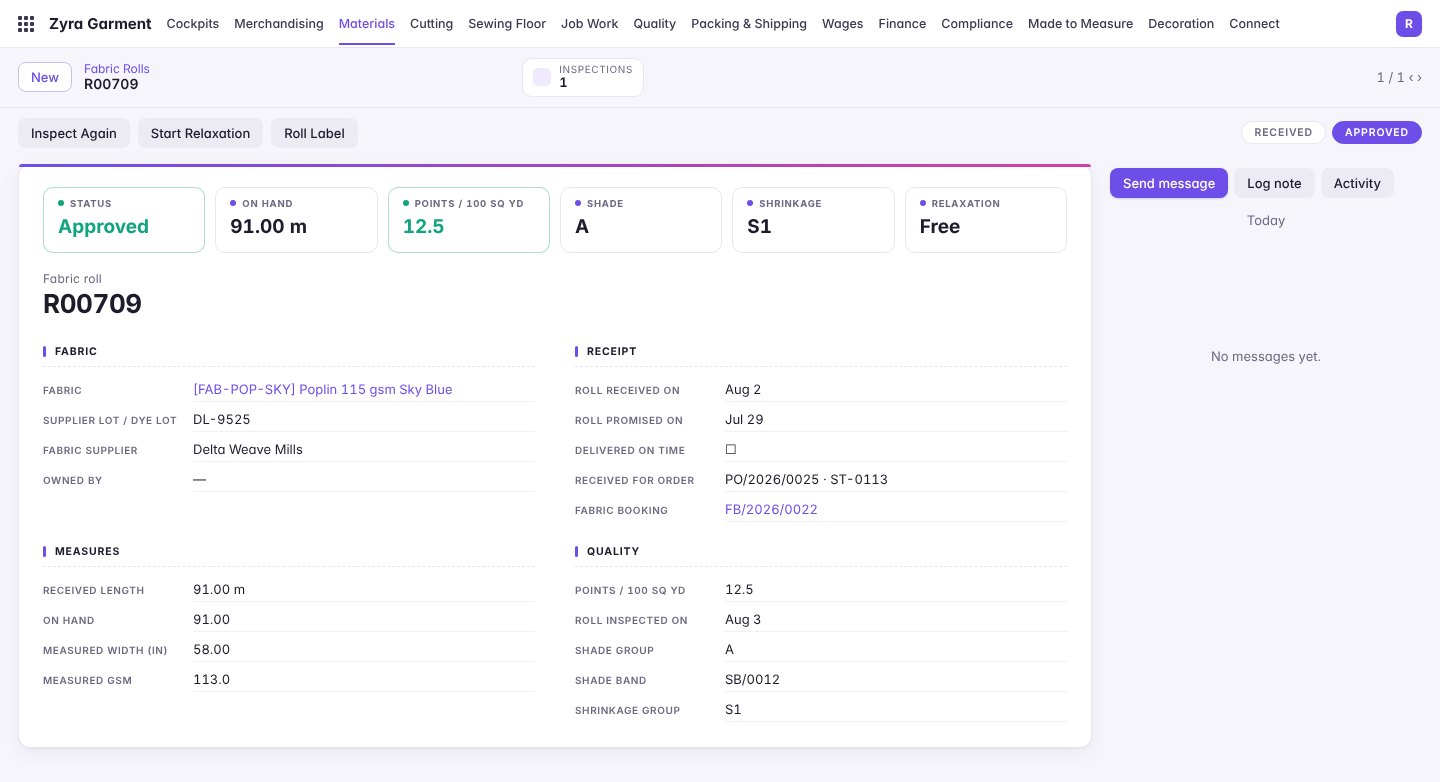 Zyra Garment Cockpits Merchandising Materials Cutting Sewing Floor Job Work Quality Packing & Shipping Wages Finance Compliance Made to Measure Decoration Connect R
New
Fabric Rolls
R00709
INSPECTIONS
1
1 / 1 ‹ ›
Inspect Again Start Relaxation Roll Label
RECEIVED APPROVED
STATUS
Approved
ON HAND
91.00 m
POINTS / 100 SQ YD
12.5
SHADE
A
SHRINKAGE
S1
RELAXATION
Free
Fabric roll
R00709
FABRIC
FABRIC [FAB-POP-SKY] Poplin 115 gsm Sky Blue
SUPPLIER LOT / DYE LOT DL-9525
FABRIC SUPPLIER Delta Weave Mills
OWNED BY —
RECEIPT
ROLL RECEIVED ON Aug 2
ROLL PROMISED ON Jul 29
DELIVERED ON TIME ☐
RECEIVED FOR ORDER PO/2026/0025 · ST-0113
FABRIC BOOKING FB/2026/0022
MEASURES
RECEIVED LENGTH 91.00 m
ON HAND 91.00
MEASURED WIDTH (IN) 58.00
MEASURED GSM 113.0
QUALITY
POINTS / 100 SQ YD 12.5
ROLL INSPECTED ON Aug 3
SHADE GROUP A
SHADE BAND SB/0012
SHRINKAGE GROUP S1
Send message Log note Activity
Today
No messages yet.